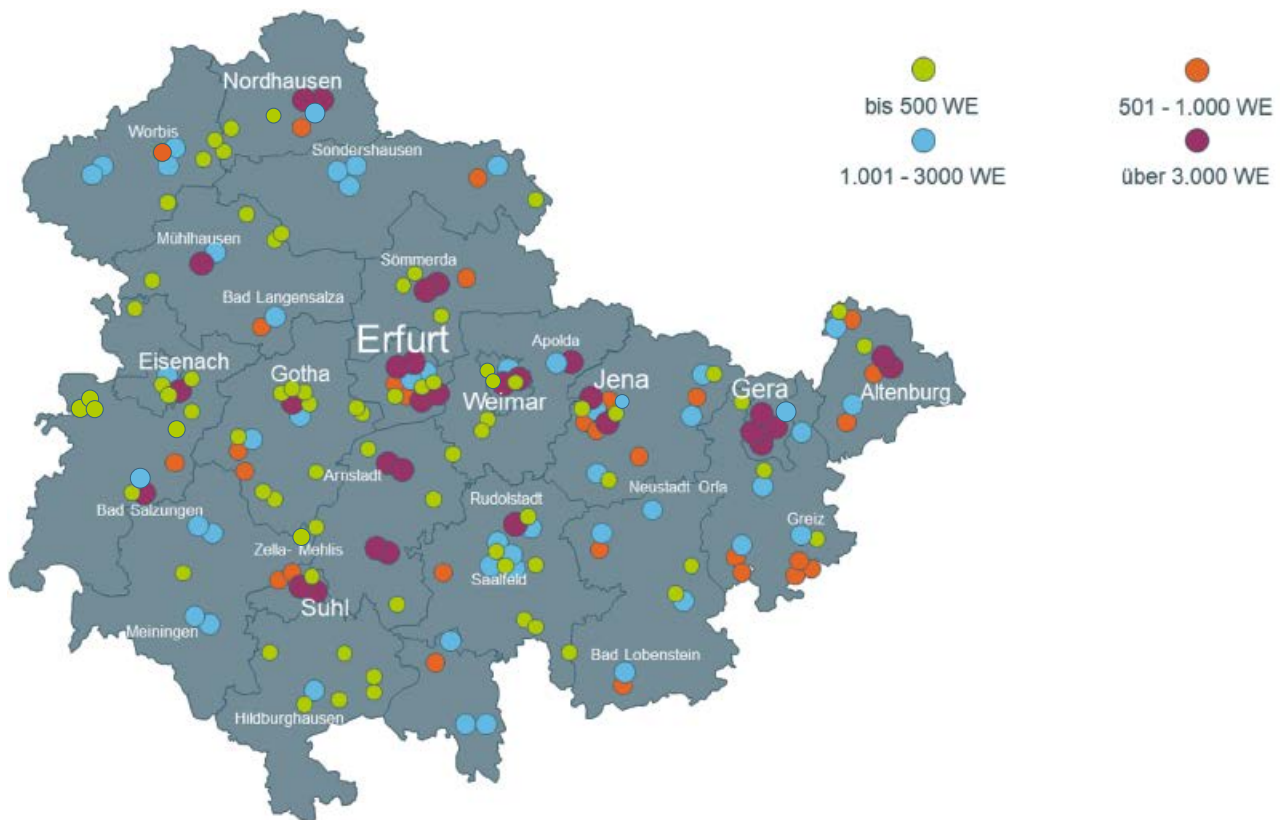 Nordhausen
bis 500 WE
501 - 1.000 WE
Worbis
Sondershausen
1.001 - 3000 WE
über 3.000 WE
Mühlhausen
Sömmerda
Bad Langensalza
Erfurt
Apolda
Eisenach
Gotha
Jena
Gera
Altenburg
Weimar
Arnstadt
Neustadt Orla
Rudolstadt
Bad Salzungen
Greiz
Zella- Mehlis
Saalfeld
Suhl
Meiningen
Bad Lobenstein
Hildburghausen